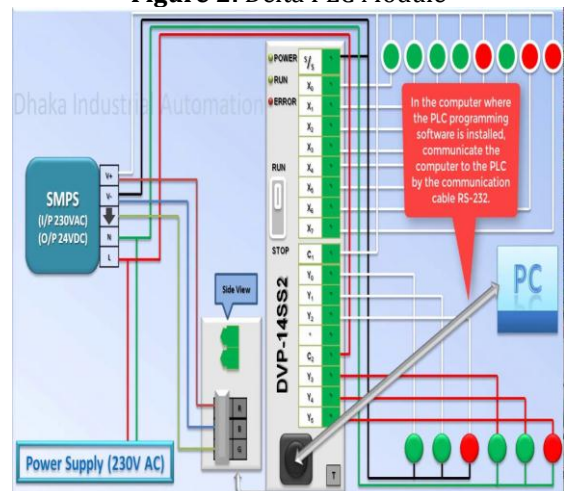 Figure 2: Delta PLC Module
Dhaka Industrial Automation
POWER
RUN
ERROR
RUN
STOP
DVP-14SS2
S/S
X₀
X₁
X₂
X₃
X₄
X₅
X₆
X₇
C₁
Y₀
Y₁
Y₂
•
C₂
Y₃
Y₄
Y₅
T
In the computer where
the PLC programming
software is installed,
communicate the
computer to the PLC
by the communication
cable RS-232.
PC
SMPS
(I/P 230VAC)
(O/P 24VDC)
V+
V-
N
L
Side View
R
B
G
Power Supply (230V AC)